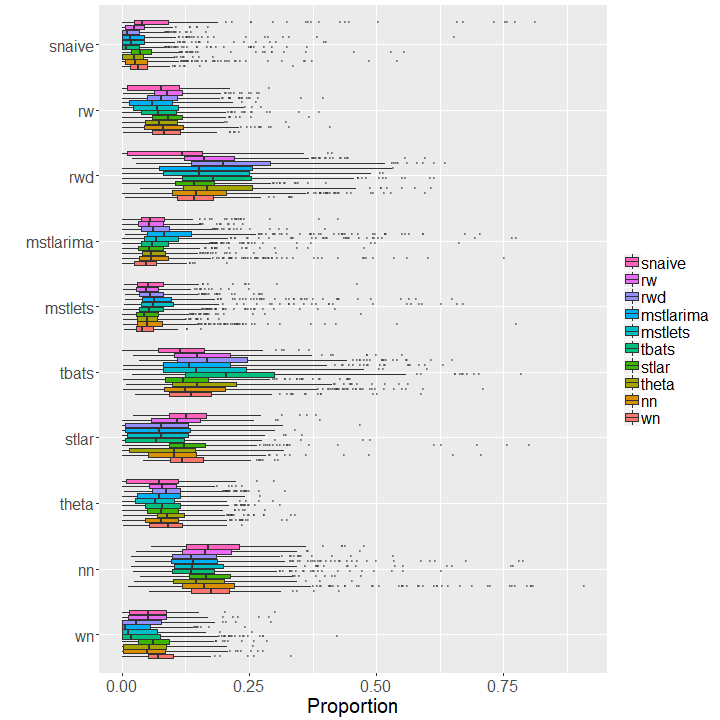 snaive
rw
rwd
mstlarima
mstlets
tbats
stlar
theta
nn
wn
0.00
0.25
0.50
0.75
Proportion
snaive
rw
rwd
mstlarima
mstlets
tbats
stlar
theta
nn
wn